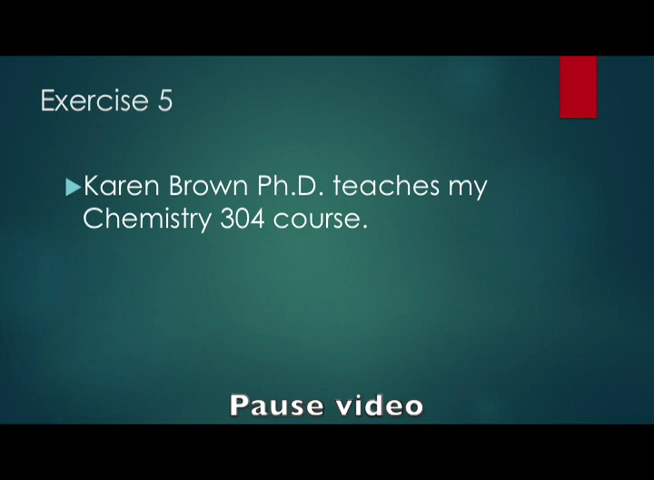 Exercise 5
Karen Brown Ph.D. teaches my
Chemistry 304 course.
Pause video